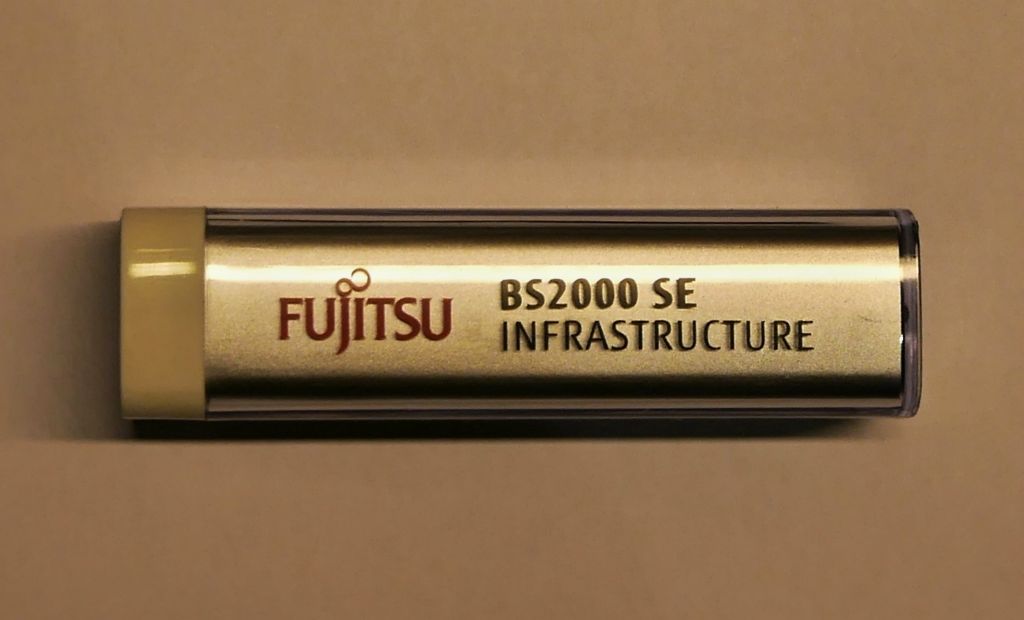 FUJITSU
BS2000 SE
INFRASTRUCTURE